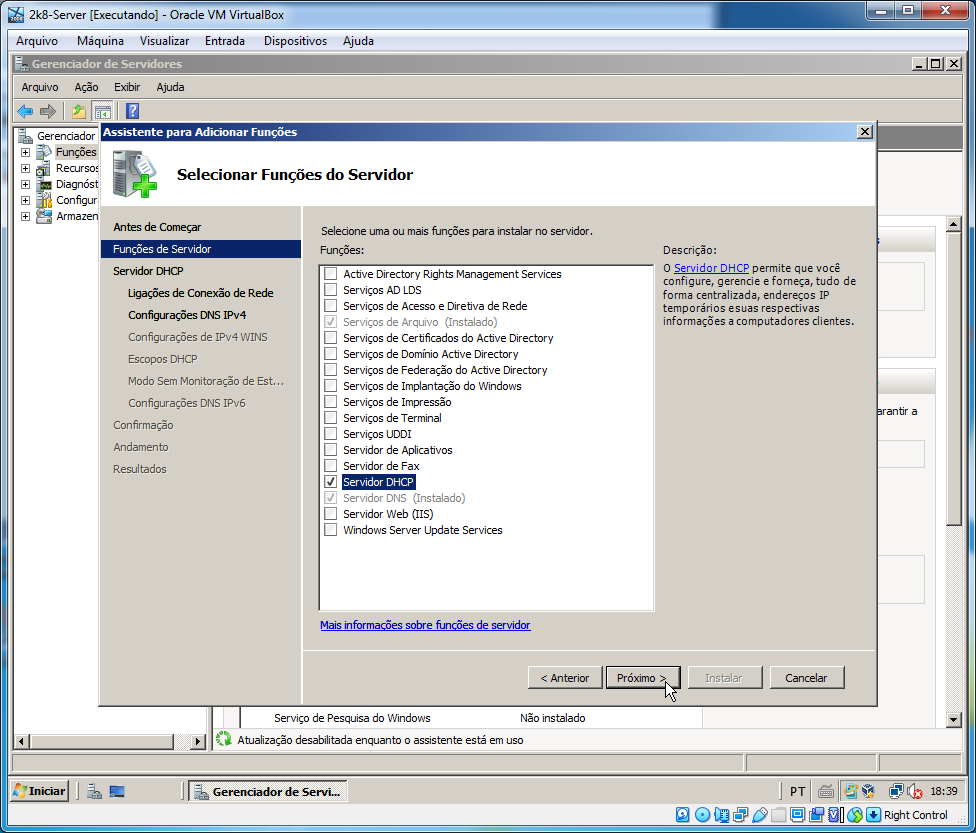 2k8-Server [Executando] - Oracle VM VirtualBox
Arquivo Máquina Visualizar Entrada Dispositivos Ajuda
Gerenciador de Servidores
Arquivo Ação Exibir Ajuda
Gerenciador
Funções
Recursos
Diagnóst
Configur
Armazen
Assistente para Adicionar Funções
Selecionar Funções do Servidor
Antes de Começar
Funções de Servidor
Servidor DHCP
Ligações de Conexão de Rede
Configurações DNS IPv4
Configurações de IPv4 WINS
Escopos DHCP
Modo Sem Monitoração de Est...
Configurações DNS IPv6
Confirmação
Andamento
Resultados
Selecione uma ou mais funções para instalar no servidor.
Funções:
Active Directory Rights Management Services
Serviços AD LDS
Serviços de Acesso e Diretiva de Rede
Serviços de Arquivo (Instalado)
Serviços de Certificados do Active Directory
Serviços de Domínio Active Directory
Serviços de Federação do Active Directory
Serviços de Implantação do Windows
Serviços de Impressão
Serviços de Terminal
Serviços UDDI
Servidor de Aplicativos
Servidor de Fax
Servidor DHCP
Servidor DNS (Instalado)
Servidor Web (IIS)
Windows Server Update Services
Mais informações sobre funções de servidor
Descrição:
O Servidor DHCP permite que você
configure, gerencie e forneça, tudo de
forma centralizada, endereços IP
temporários esuas respectivas
informações a computadores clientes.
arantir a
< Anterior Próximo > Instalar Cancelar
Serviço de Pesquisa do Windows Não instalado
Atualização desabilitada enquanto o assistente está em uso
Iniciar Gerenciador de Servi... PT 18:39
Right Control